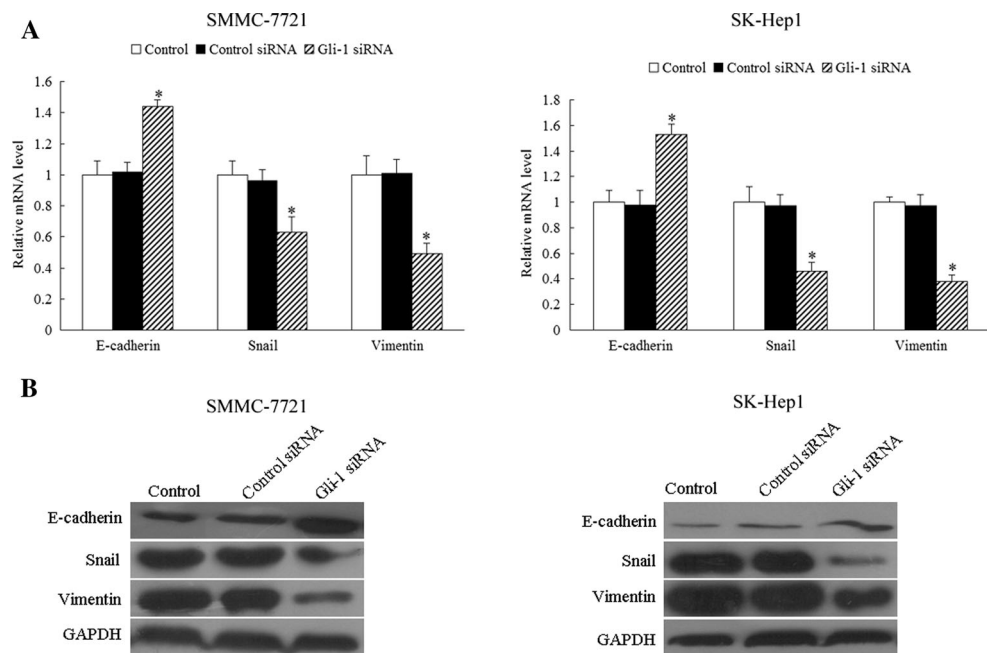 A
SMMC-7721
Control Control siRNA Gli-1 siRNA
Relative mRNA level
1.6
1.4
1.2
1
0.8
0.6
0.4
0.2
0
*
*
*
E-cadherin Snail Vimentin
SK-Hep1
Control Control siRNA Gli-1 siRNA
Relative mRNA level
1.8
1.6
1.4
1.2
1
0.8
0.6
0.4
0.2
0
*
*
*
E-cadherin Snail Vimentin
B
SMMC-7721
Control Control siRNA Gli-1 siRNA
E-cadherin
Snail
Vimentin
GAPDH
SK-Hep1
Control Control siRNA Gli-1 siRNA
E-cadherin
Snail
Vimentin
GAPDH